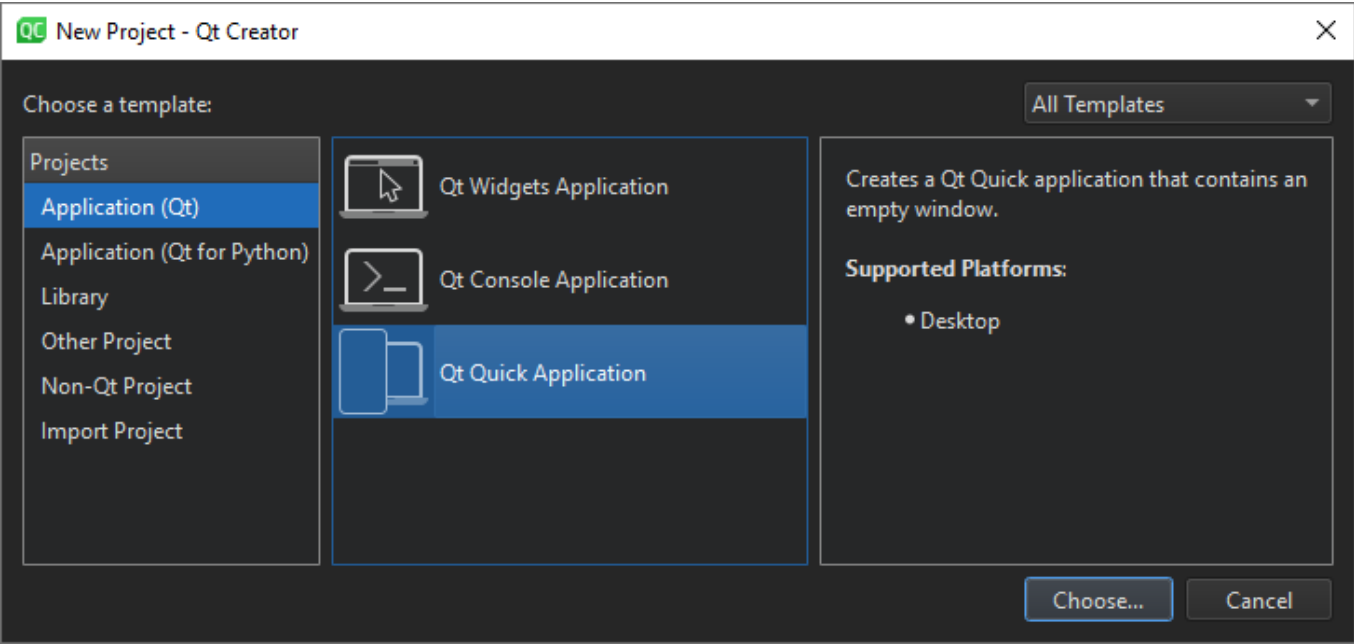 QC New Project - Qt Creator
Choose a template:
All Templates
Projects
Application (Qt)
Application (Qt for Python)
Library
Other Project
Non-Qt Project
Import Project
Qt Widgets Application
Qt Console Application
Qt Quick Application
Creates a Qt Quick application that contains an
empty window.
Supported Platforms:
• Desktop
Choose...
Cancel